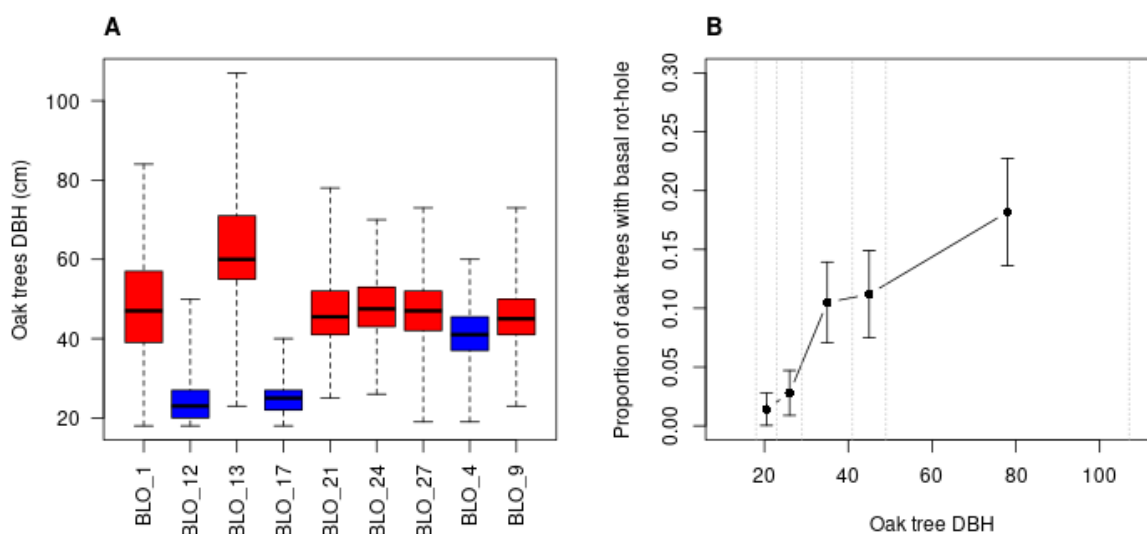 A
Oak trees DBH (cm)
100
80
60
40
20
BLO_1
BLO_12
BLO_13
BLO_17
BLO_21
BLO_24
BLO_27
BLO_4
BLO_9
B
Proportion of oak trees with basal rot-hole
0.30
0.25
0.20
0.15
0.10
0.05
0.00
20 40 60 80 100
Oak tree DBH